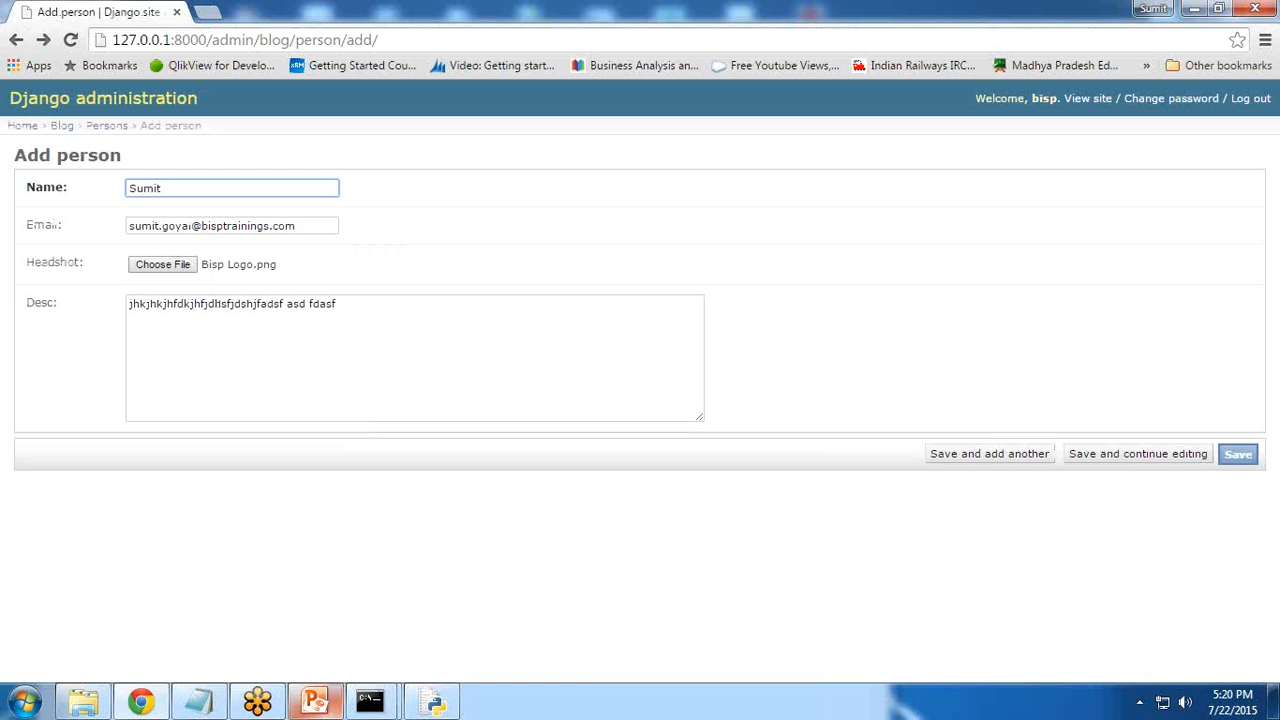 Add person | Django site
Sumit
127.0.0.1:8000/admin/blog/person/add/
Apps Bookmarks QlikView for Develo... Getting Started Cou... Video: Getting start... Business Analysis an... Free Youtube Views,... Indian Railways IRC... Madhya Pradesh Ed... » Other bookmarks
Django administration
Welcome, bisp. View site / Change password / Log out
Home > Blog > Persons > Add person
Add person
Name: Sumit
Email: sumit.goyal@bisptrainings.com
Headshot: Choose File Bisp Logo.png
Desc: asd fdasf
Save and add another Save and continue editing Save
5:20 PM
7/22/2015